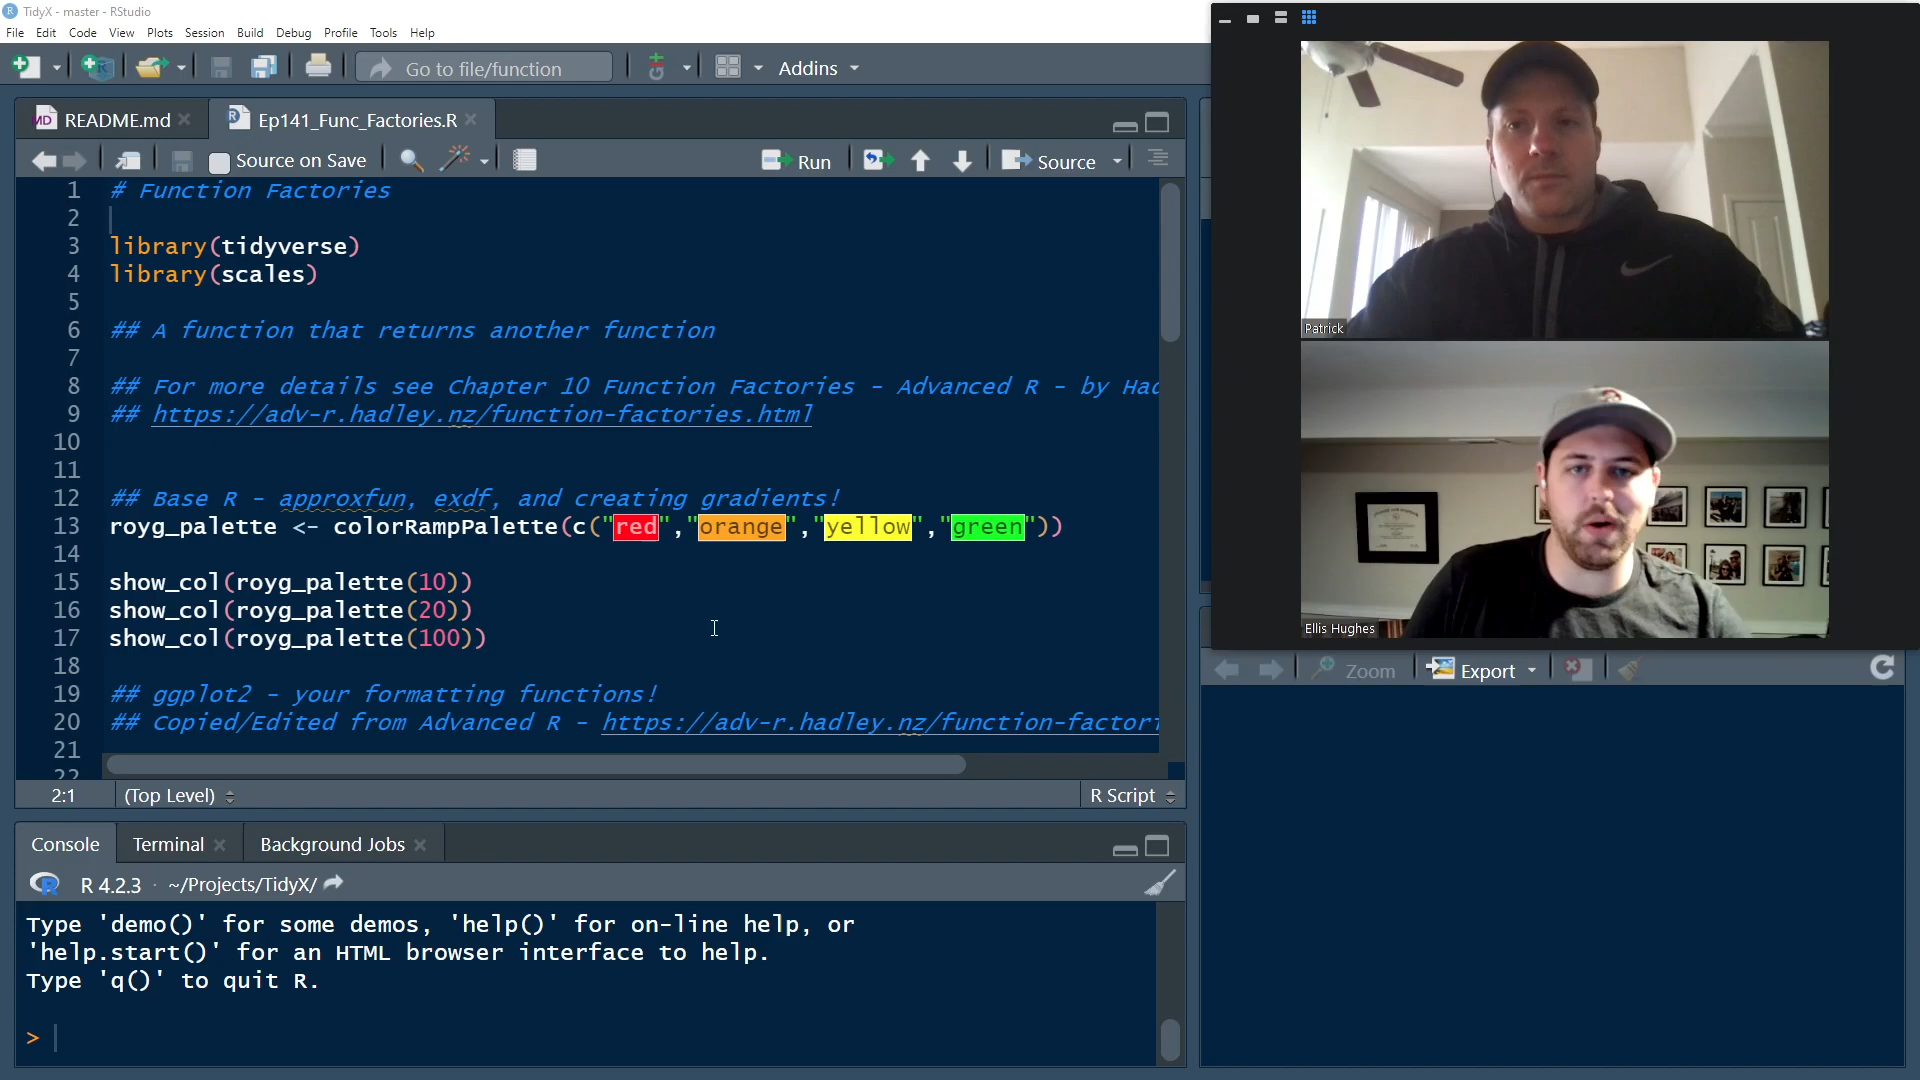 TidyX - master - RStudio
File Edit Code View Plots Session Build Debug Profile Tools Help
Go to file/function Addins
README.md Ep141_Func_Factories.R
Source on Save Run Source
1 # Function Factories
2
3 library(tidyverse)
4 library(scales)
5
6 ## A function that returns another function
7
8 ## For more details see Chapter 10 Function Factories - Advanced R - by Had
9 ## https://adv-r.hadley.nz/function-factories.html
10
11
12 ## Base R - approxfun, exdf, and creating gradients!
13 royg_palette <- colorRampPalette(c("red","orange","yellow","green"))
14
15 show_col(royg_palette(10))
16 show_col(royg_palette(20))
17 show_col(royg_palette(100))
18
19 ## ggplot2 - your formatting functions!
20 ## Copied/Edited from Advanced R - https://adv-r.hadley.nz/function-factori
21
22
2:1 (Top Level) R Script
Console Terminal Background Jobs
R 4.2.3 · ~/Projects/TidyX/
Type 'demo()' for some demos, 'help()' for on-line help, or
'help.start()' for an HTML browser interface to help.
Type 'q()' to quit R.
>
Patrick
Ellis Hughes
Zoom Export